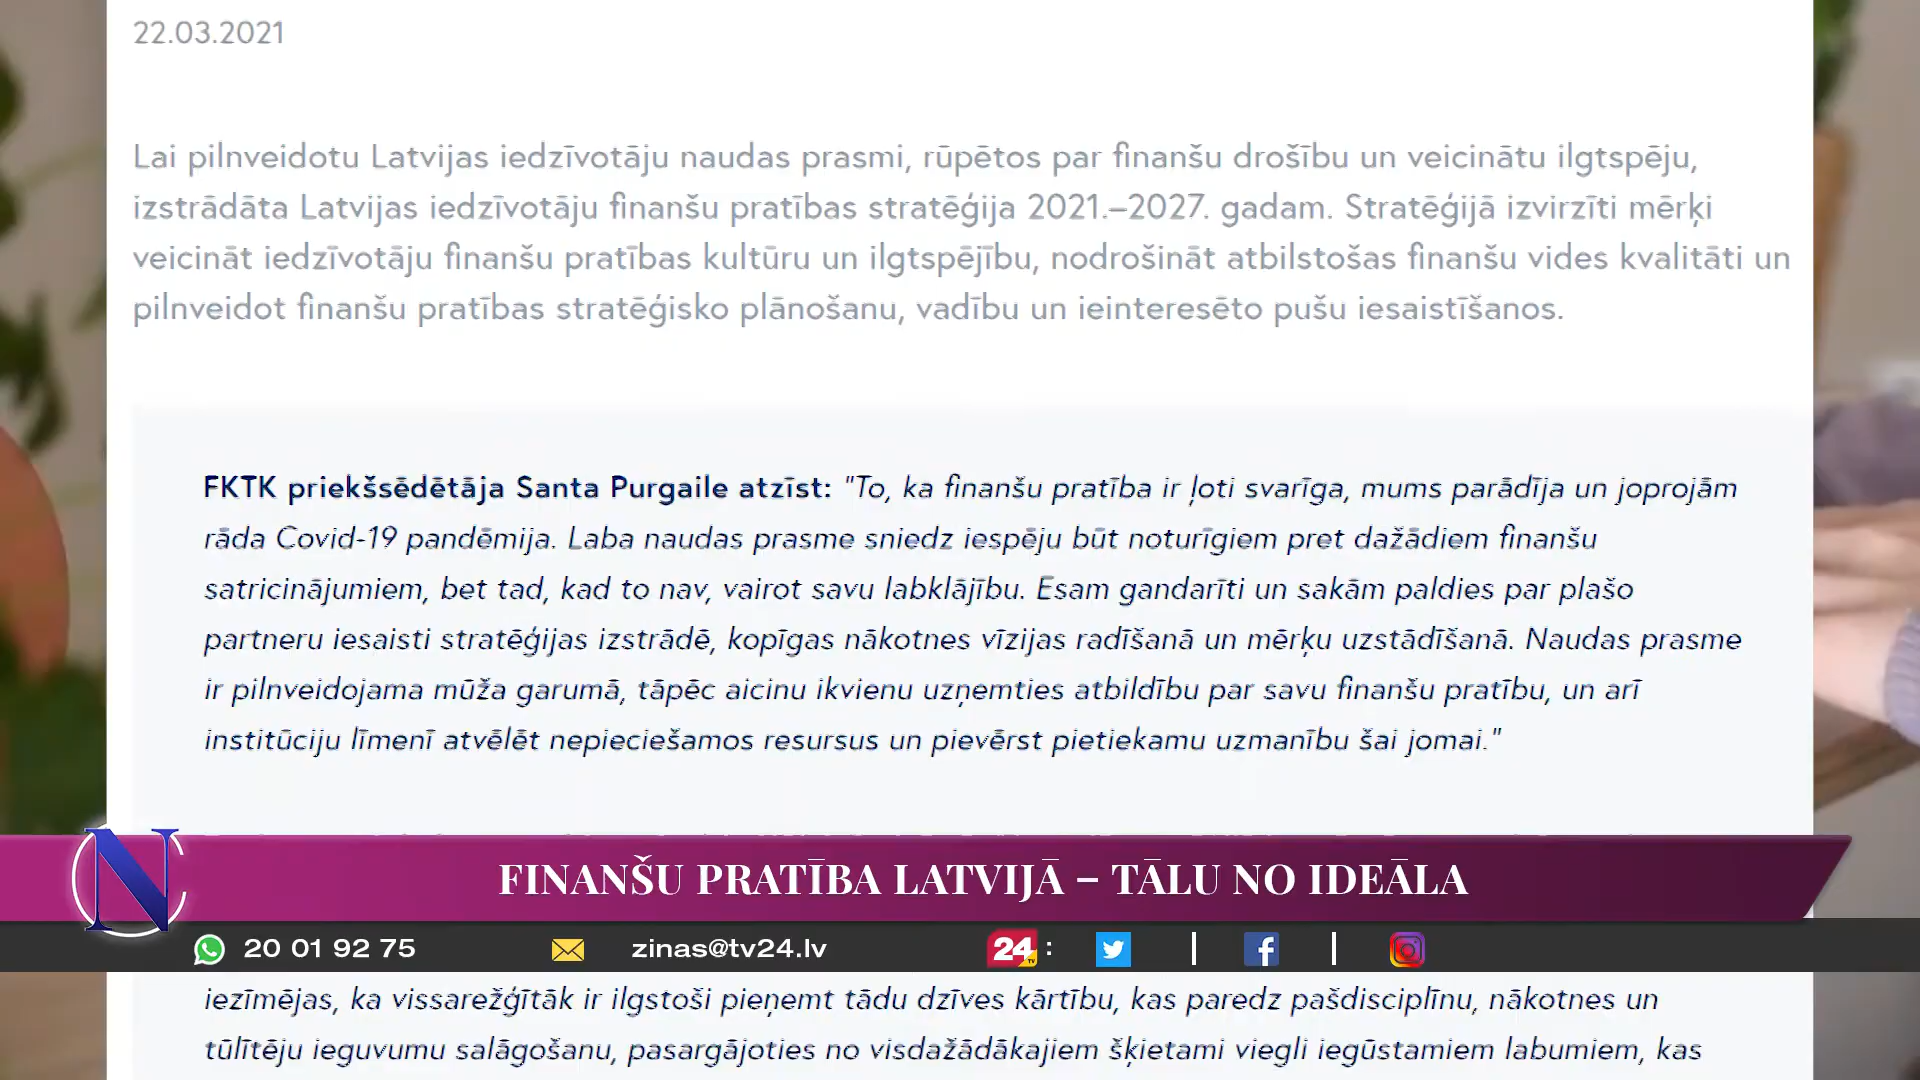 22.03.2021
Lai pilnveidotu Latvijas iedzīvotāju naudas prasmi, rūpētos par finanšu drošību un veicinātu ilgtspēju,
izstrādāta Latvijas iedzīvotāju finanšu pratības stratēģija 2021.–2027. gadam. Stratēģijā izvirzīti mērķi
veicināt iedzīvotāju finanšu pratības kultūru un ilgtspējību, nodrošināt atbilstošas finanšu vides kvalitāti un
pilnveidot finanšu pratības stratēģisko plānošanu, vadību un ieinteresēto pušu iesaistīšanos.
FKTK priekšsēdētāja Santa Purgaile atzīst: "To, ka finanšu pratība ir ļoti svarīga, mums parādīja un joprojām
rāda Covid-19 pandēmija. Laba naudas prasme sniedz iespēju būt noturīgiem pret dažādiem finanšu
satricinājumiem, bet tad, kad to nav, vairot savu labklājību. Esam gandarīti un sakām paldies par plašo
partneru iesaisti stratēģijas izstrādē, kopīgas nākotnes vīzijas radīšanā un mērķu uzstādīšanā. Naudas prasme
ir pilnveidojama mūža garumā, tāpēc aicinu ikvienu uzņemties atbildību par savu finanšu pratību, un arī
institūciju līmenī atvēlēt nepieciešamos resursus un pievērst pietiekamu uzmanību šai jomai."
N
FINANŠU PRATĪBA LATVIJĀ – TĀLU NO IDEĀLA
20 01 92 75 zinas@tv24.lv 24 TV :
iezīmējas, ka vissarežģītāk ir ilgstoši pieņemt tādu dzīves kārtību, kas paredz pašdisciplīnu, nākotnes un
tūlītēju ieguvumu salāgošanu, pasargājoties no visdažādākajiem šķietami viegli iegūstamiem labumiem, kas